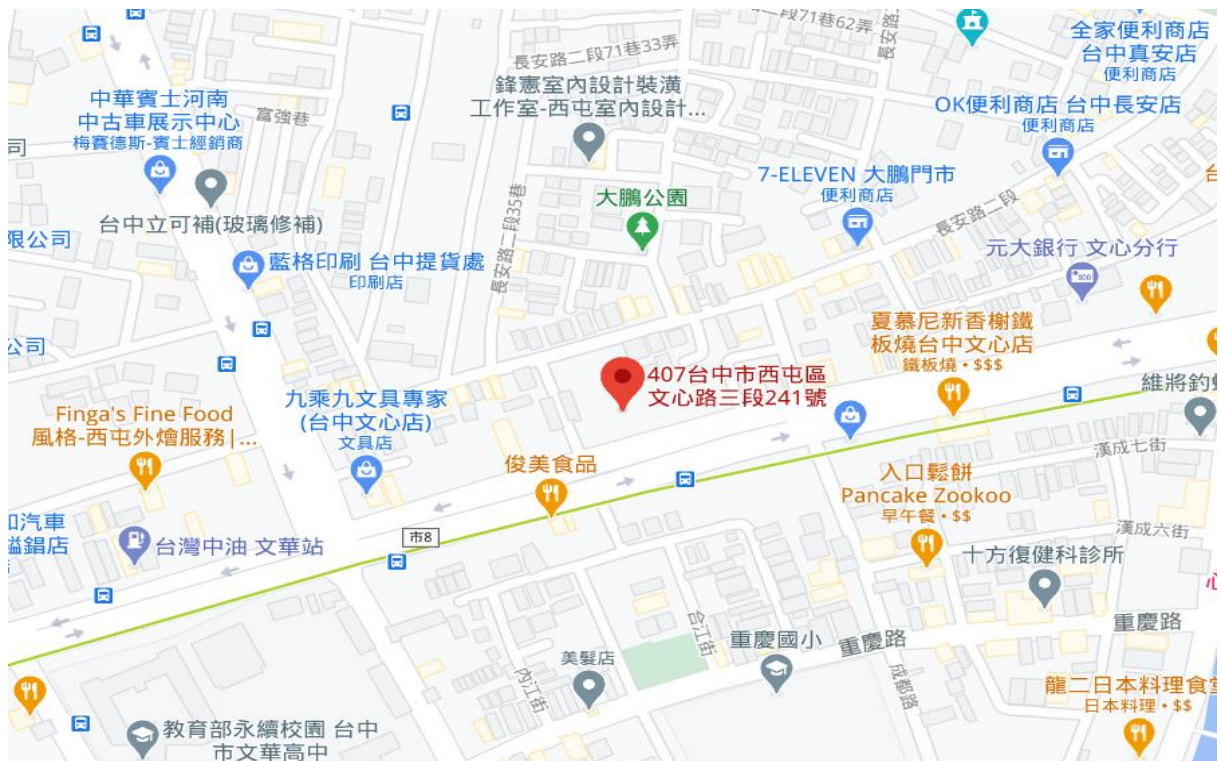 二段71巷62弄
長安路二段
長安路二段71巷33弄
全家便利商店
台中真安店
便利商店
中華賓士河南
中古車展示中心
梅賽德斯-賓士經銷商
富強巷
鋒憲室內設計裝潢
工作室-西屯室內設計...
OK便利商店 台中長安店
便利商店
司
7-ELEVEN 大鵬門市
便利商店
台
大鵬公園
長安路二段35巷
長安路二段
台中立可補(玻璃修補)
限公司
藍格印刷 台中提貨處
印刷店
元大銀行 文心分行
公司
夏慕尼新香榭鐵
板燒台中文心店
鐵板燒·$$$
407台中市西屯區
文心路三段241號
維將釣
Finga's Fine Food
風格-西屯外燴服務|...
九乘九文具專家
(台中文心店)
文具店
漢成七街
俊美食品
入口鬆餅
Pancake Zookoo
早午餐·$$
和汽車
鎰錩店
台灣中油 文華站
市8
漢成六街
十方復健科診所
心
合江街
重慶國小
重慶路
重慶路
美髮店
內江街
成都路
龍二日本料理食堂
日本料理·$$
教育部永續校園 台中
市文華高中